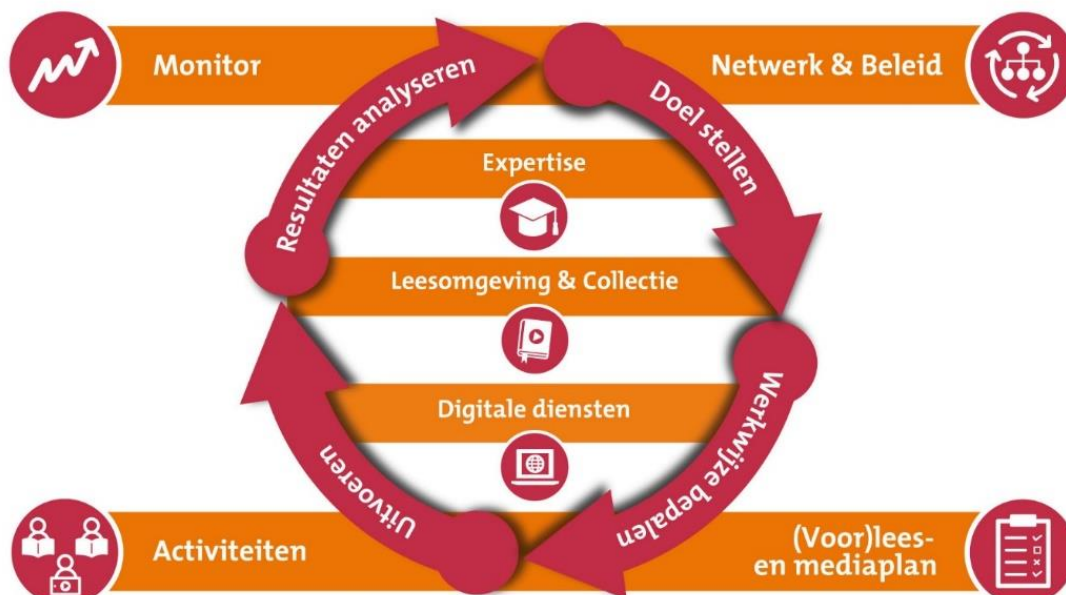 Monitor
Netwerk & Beleid
Resultaten analyseren
Doel stellen
Expertise
Leesomgeving & Collectie
Digitale diensten
Werkwijze bepalen
Uitvoeren
Activiteiten
(Voor)lees-
en mediaplan